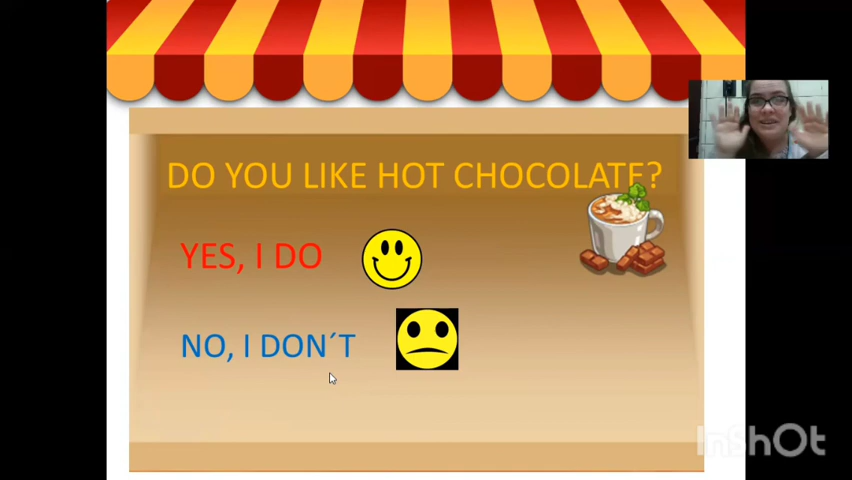 DO YOU LIKE HOT CHOCOLATE?
YES, I DO
NO, I DON´T
InShOt